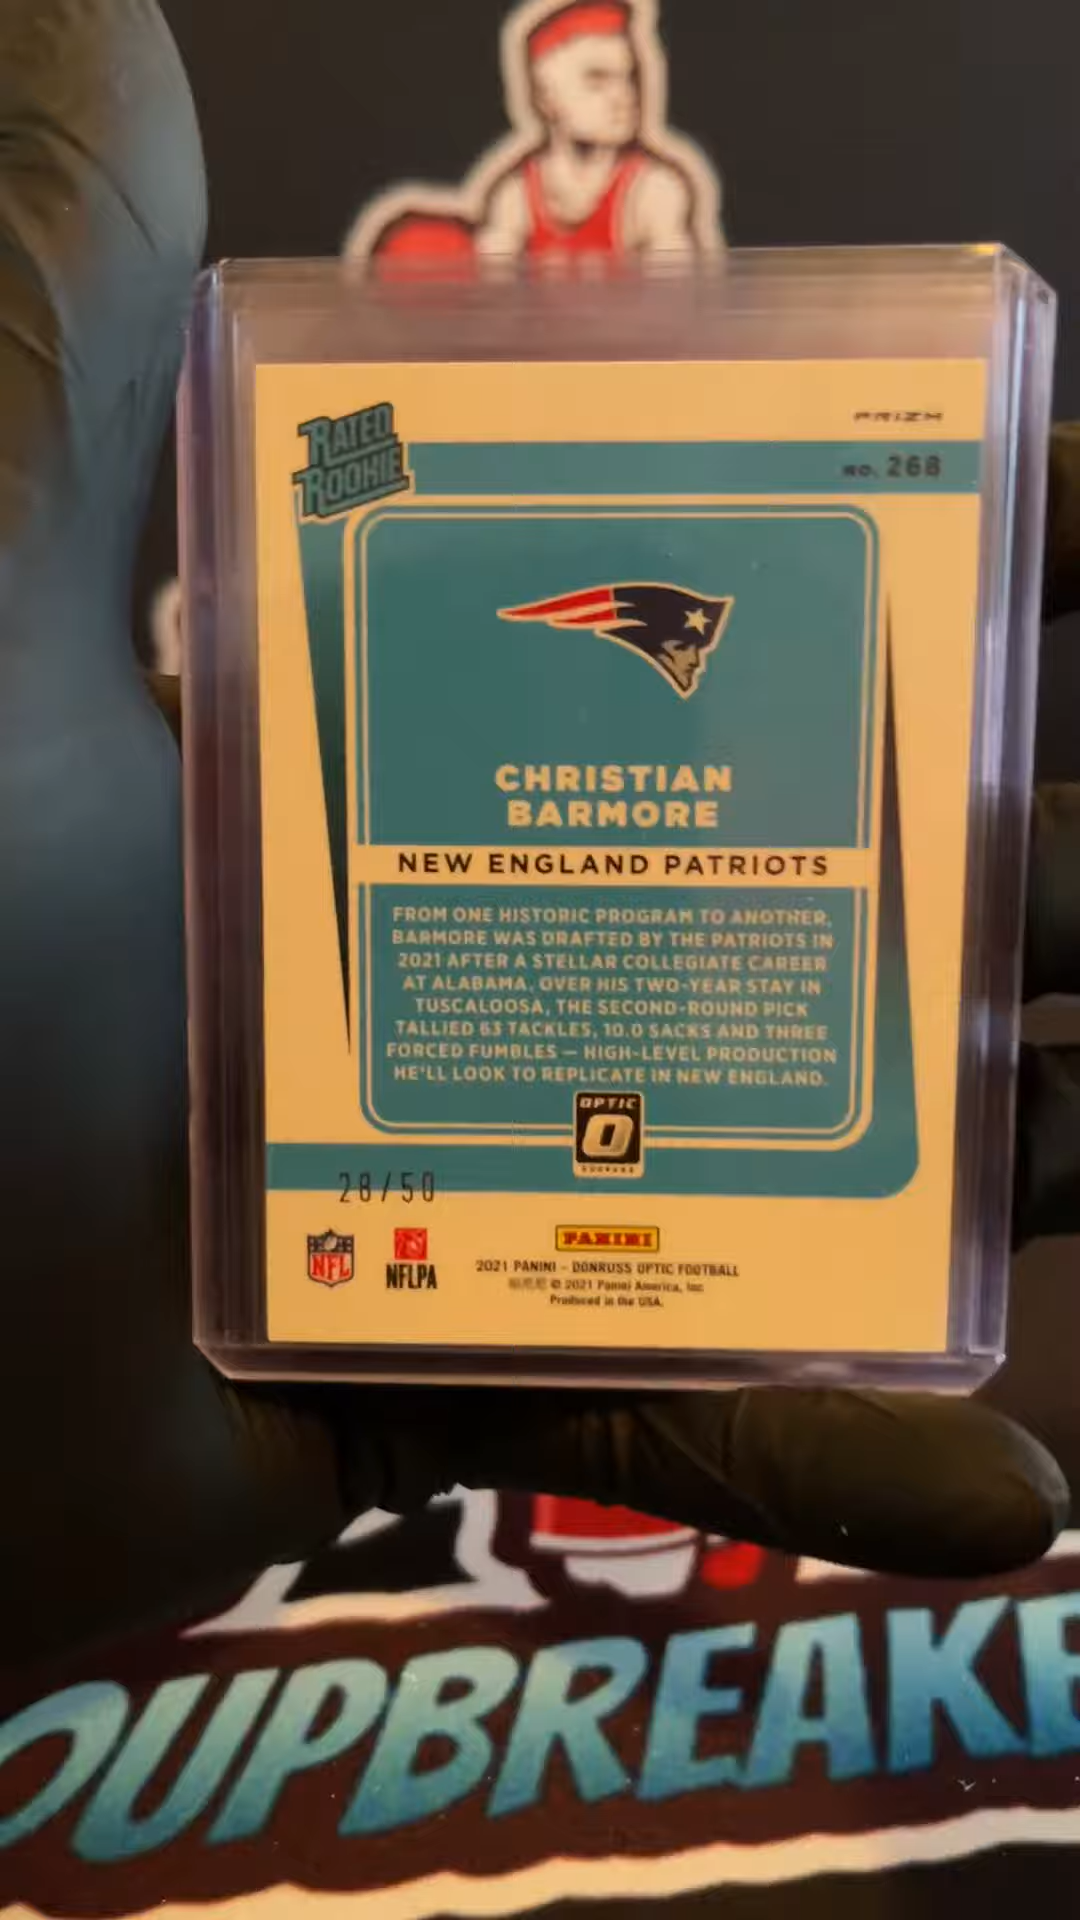 RATED
ROOKIE
PRIZM
NO. 268
CHRISTIAN
BARMORE
NEW ENGLAND PATRIOTS
FROM ONE HISTORIC PROGRAM TO ANOTHER,
BARMORE WAS DRAFTED BY THE PATRIOTS IN
2021 AFTER A STELLAR COLLEGIATE CAREER
AT ALABAMA. OVER HIS TWO-YEAR STAY IN
TUSCALOOSA, THE SECOND-ROUND PICK
TALLIED 63 TACKLES, 10.0 SACKS AND THREE
FORCED FUMBLES — HIGH-LEVEL PRODUCTION
HE'LL LOOK TO REPLICATE IN NEW ENGLAND.
OPTIC
O
DONRUSS
28/50
NFL
NFLPA
PANINI
2021 PANINI - DONRUSS OPTIC FOOTBALL
© 2021 Panini America, Inc.
Produced in the USA.
OUPBREAKE